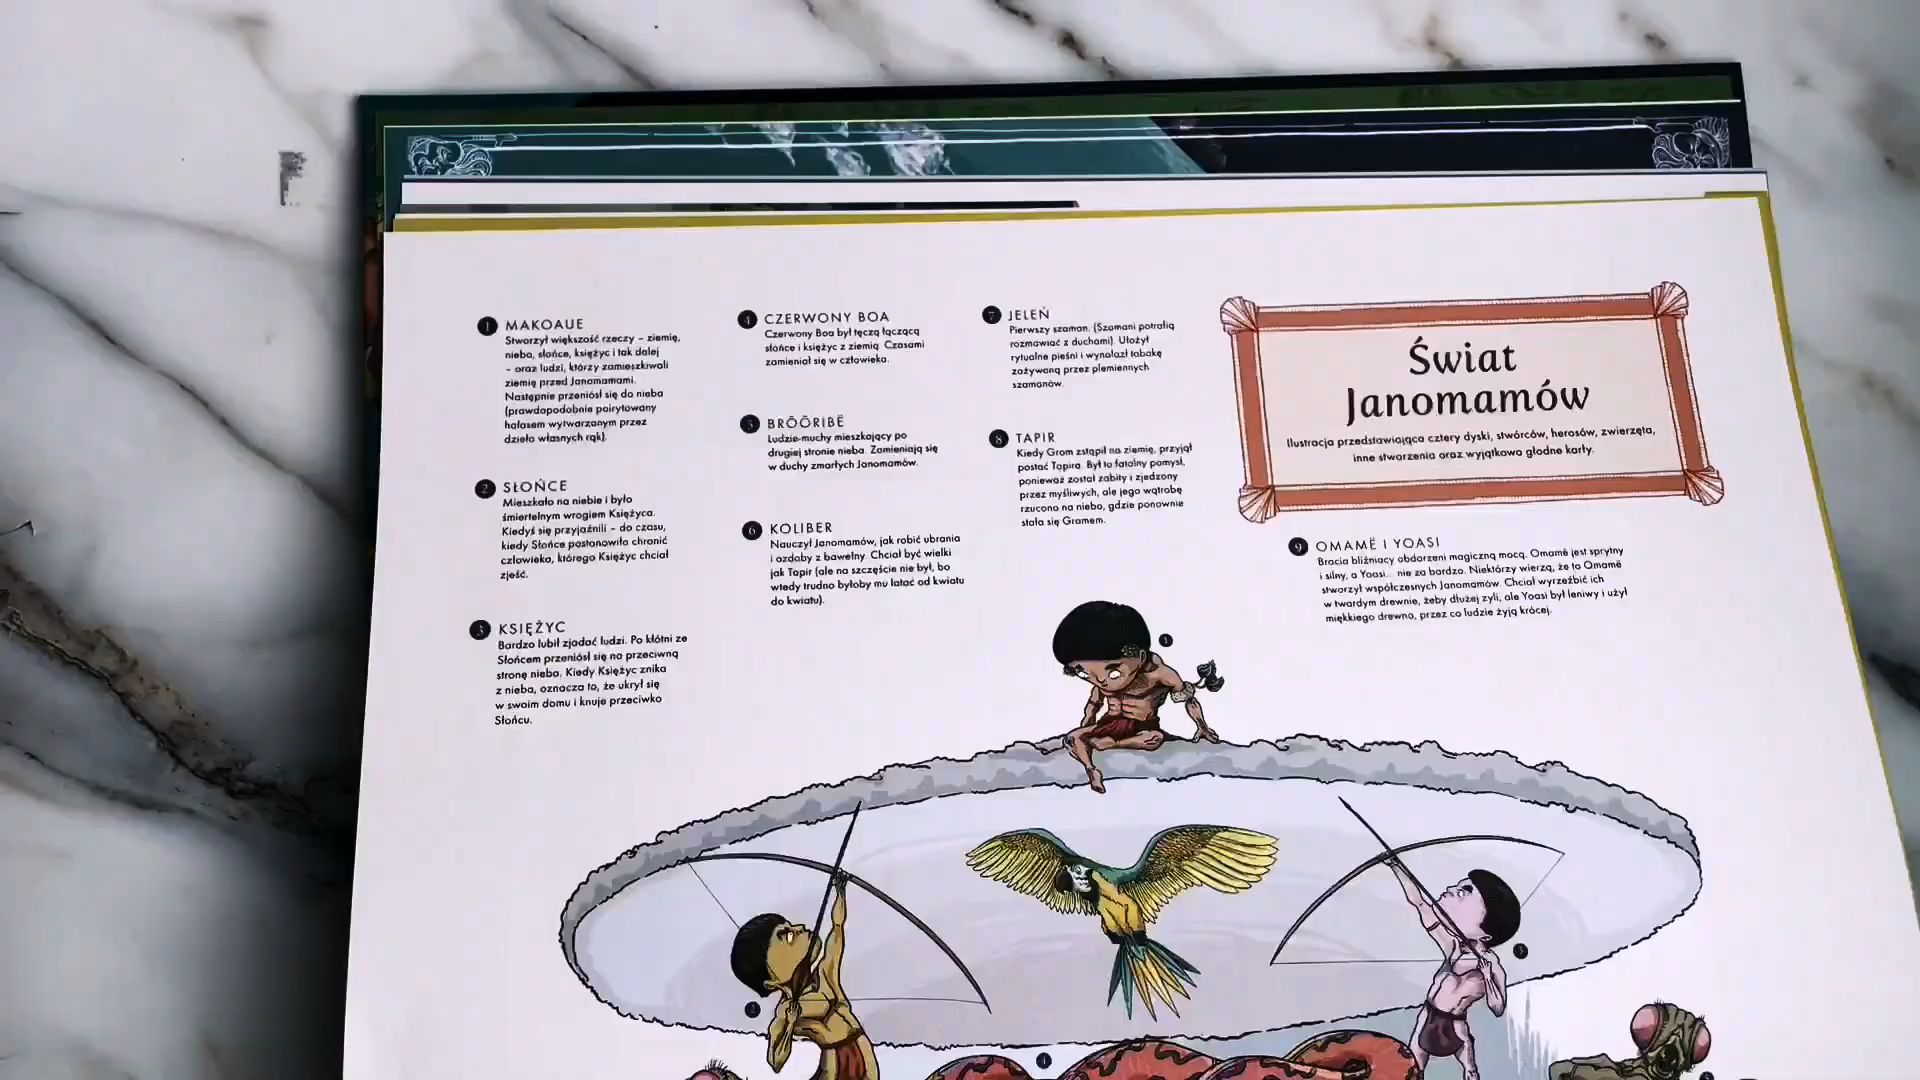 1 MAKOAUE
Stworzył większość rzeczy – ziemię,
niebo, słońce, księżyc i tak dalej
– oraz ludzi, którzy zamieszkiwali
ziemię przed Janomamami.
Następnie przeniósł się do nieba
(prawdopodobnie poirytowany
hałasem wytwarzanym przez
dzieła własnych rąk).
2 SŁOŃCE
Mieszkało na niebie i było
śmiertelnym wrogiem Księżyca.
Kiedyś się przyjaźnili – do czasu,
kiedy Słońce postanowiło chronić
człowieka, którego Księżyc chciał
zjeść.
3 KSIĘŻYC
Bardzo lubił zjadać ludzi. Po kłótni ze
Słońcem przeniósł się na przeciwną
stronę nieba. Kiedy Księżyc znika
z nieba, oznacza to, że ukrył się
w swoim domu i knuje przeciwko
Słońcu.
4 CZERWONY BOA
Czerwony Boa był tęczą łączącą
słońce i księżyc z ziemią. Czasami
zamieniał się w człowieka.
5 BRÕÕRIBË
Ludzie-muchy mieszkający po
drugiej stronie nieba. Zamieniają się
w duchy zmarłych Janomamów.
6 KOLIBER
Nauczył Janomamów, jak robić ubrania
i ozdoby z bawełny. Chciał być wielki
jak Tapir (ale na szczęście nie był, bo
wtedy trudno byłoby mu latać od kwiatu
do kwiatu).
7 JELEŃ
Pierwszy szaman. (Szamani potrafią
rozmawiać z duchami). Ułożył
rytualne pieśni i wynalazł tabakę
zażywaną przez plemiennych
szamanów.
8 TAPIR
Kiedy Grom zstąpił na ziemię, przyjął
postać Tapira. Był to fatalny pomysł,
ponieważ został zabity i zjedzony
przez myśliwych, ale jego wątrobę
rzucono na niebo, gdzie ponownie
stała się Gromem.
Świat
Janomamów
Ilustracja przedstawiająca cztery dyski, stwórców, herosów, zwierzęta,
inne stworzenia oraz wyjątkowo głodne karły.
9 OMAMË I YOASI
Bracia bliźniacy obdarzeni magiczną mocą. Omamë jest sprytny
i silny, a Yoasi... nie za bardzo. Niektórzy wierzą, że to Omamë
stworzył współczesnych Janomamów. Chciał wyrzeźbić ich
w twardym drewnie, żeby dłużej żyli, ale Yoasi był leniwy i użył
miękkiego drewna, przez co ludzie żyją krócej.
1
2
3
4